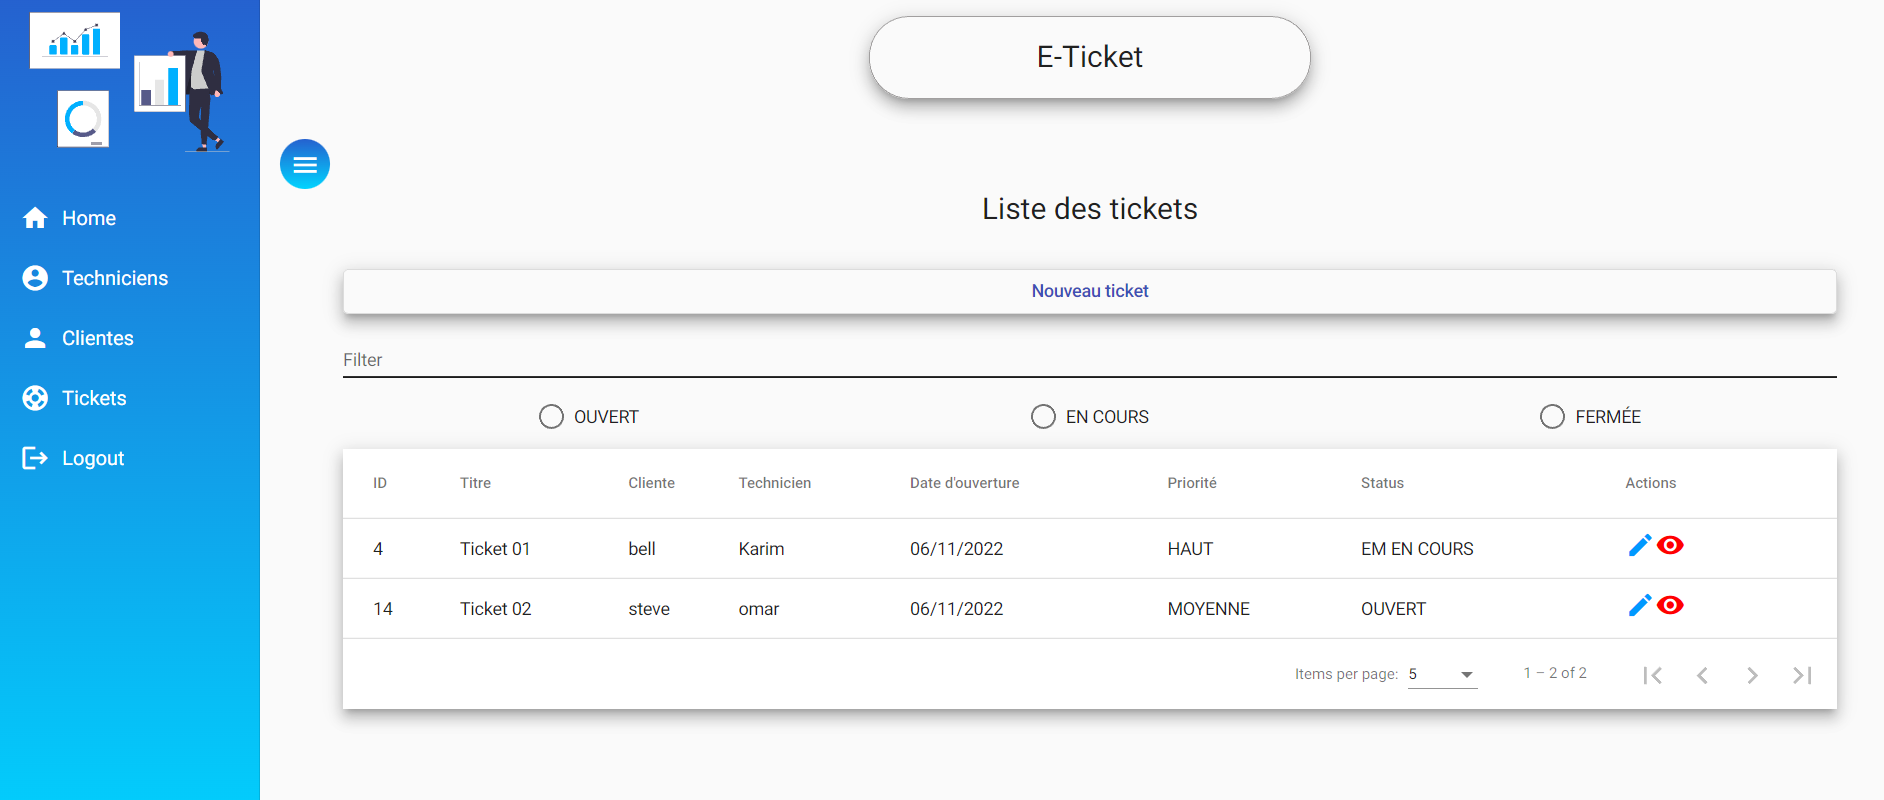 E-Ticket
Home
Techniciens
Clientes
Tickets
Logout
Liste des tickets
Nouveau ticket
Filter
OUVERT EN COURS FERMÉE
ID Titre Cliente Technicien Date d'ouverture Priorité Status Actions
4 Ticket 01 bell Karim 06/11/2022 HAUT EM EN COURS
14 Ticket 02 steve omar 06/11/2022 MOYENNE OUVERT
Items per page: 5 1 – 2 of 2